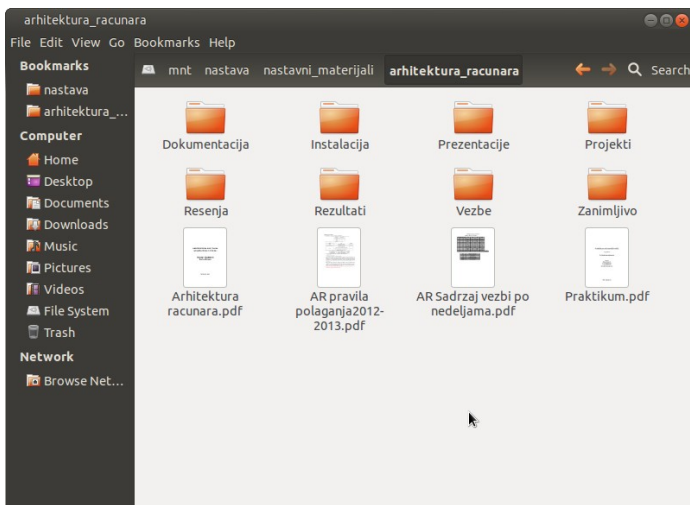 arhitektura_racunara
File Edit View Go Bookmarks Help
Bookmarks
nastava
arhitektura_...
Computer
Home
Desktop
Documents
Downloads
Music
Pictures
Videos
File System
Trash
Network
Browse Net...
mnt nastava nastavni_materijali arhitektura_racunara Search
Dokumentacija Instalacija Prezentacije Projekti
Resenja Rezultati Vezbe Zanimljivo
Arhitektura
racunara.pdf
AR pravila
polaganja2012-
2013.pdf
AR Sadrzaj vezbi po
nedeljama.pdf
Praktikum.pdf